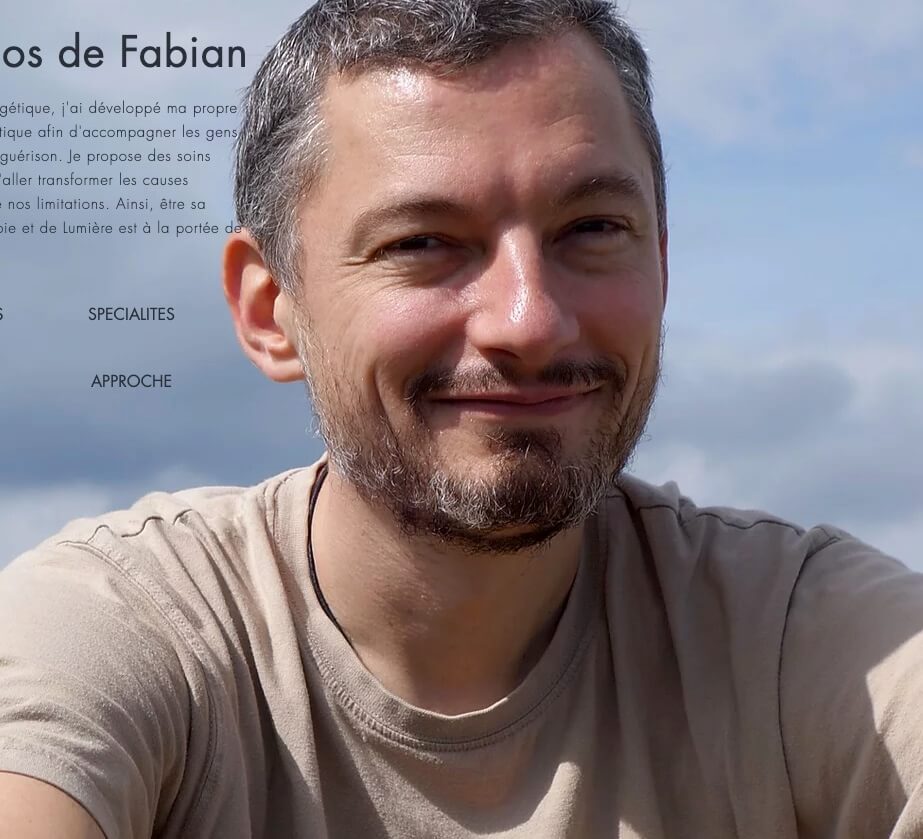 os de Fabian
gétique, j'ai développé ma propre
tique afin d'accompagner les gens
guérison. Je propose des soins
'aller transformer les causes
e nos limitations. Ainsi, être sa
oie et de Lumière est à la portée de
S
SPECIALITES
APPROCHE